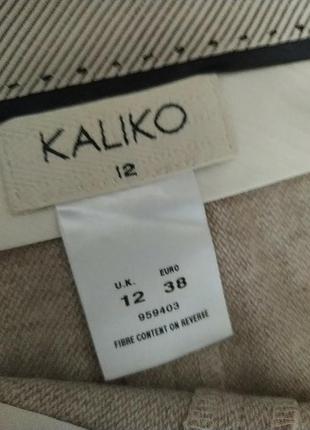 KALIKO
12
U.K. EURO
12 38
959403
FIBRE CONTENT ON REVERSE